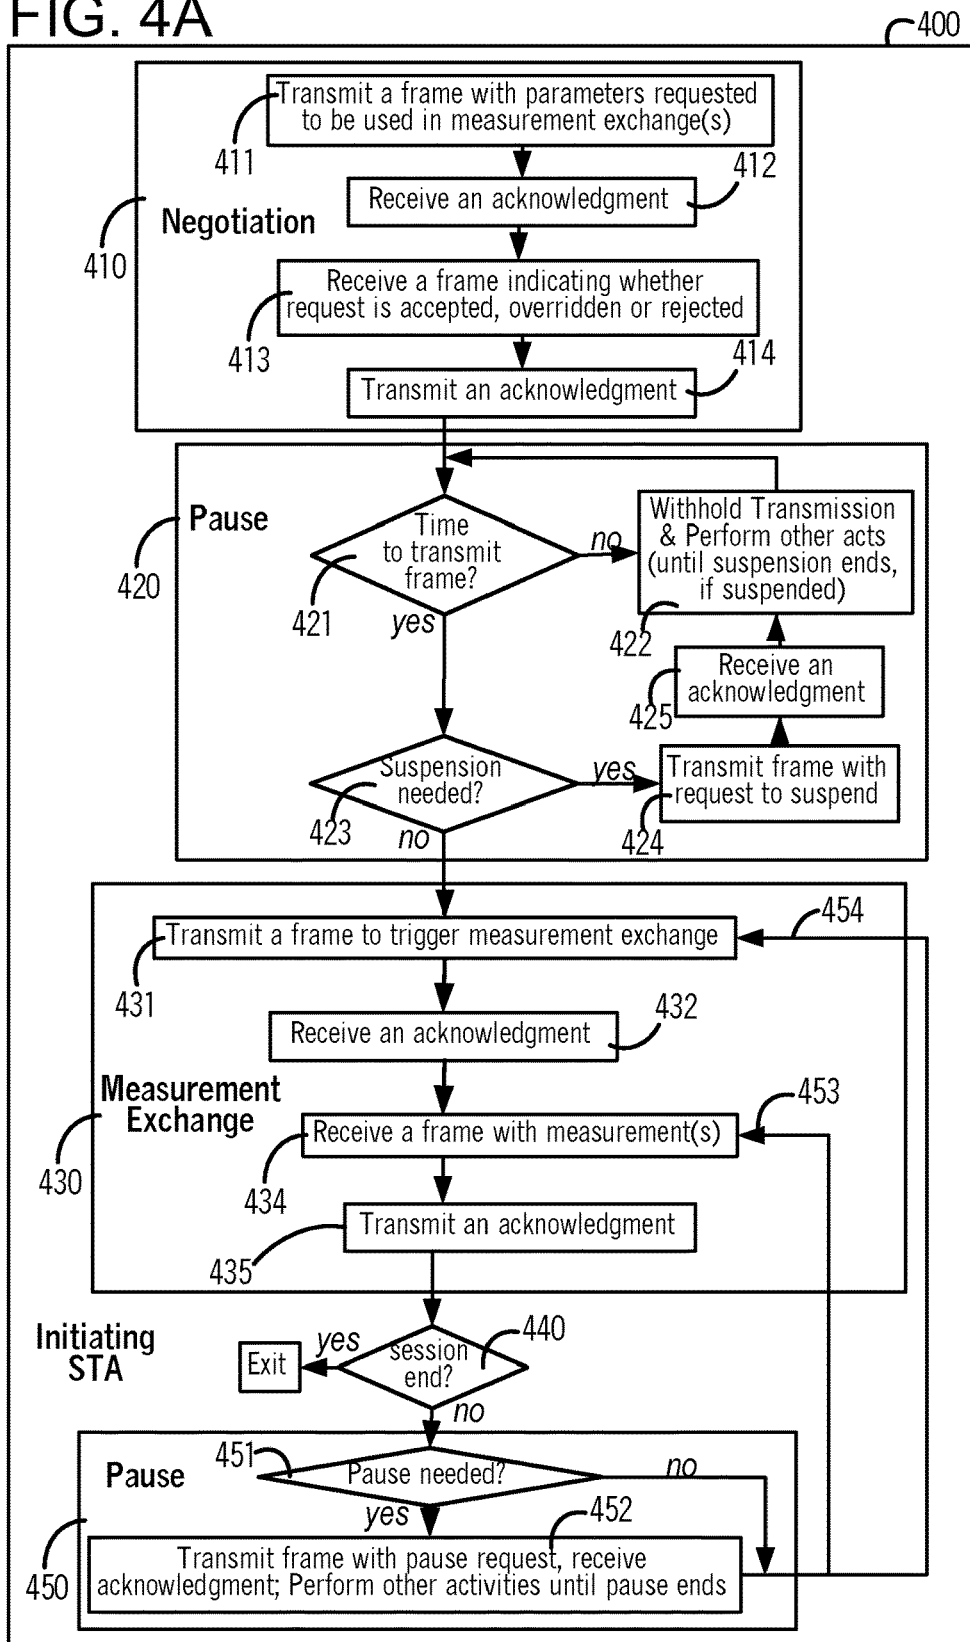 FIG. 4A
400
Transmit a frame with parameters requested
to be used in measurement exchange(s)
411
412
Receive an acknowledgment
Negotiation
410
Receive a frame indicating whether
request is accepted, overridden or rejected
413
414
Transmit an acknowledgment
Pause
420
Time
to transmit
frame?
421
no
yes
Withhold Transmission
& Perform other acts
(until suspension ends,
if suspended)
422
Receive an
acknowledgment
425
Suspension
needed?
423
yes
no
Transmit frame with
request to suspend
424
454
Transmit a frame to trigger measurement exchange
431
432
Receive an acknowledgment
Measurement
Exchange
430
453
Receive a frame with measurement(s)
434
Transmit an acknowledgment
435
Initiating
STA
440
session
end?
yes
Exit
no
Pause
451
Pause needed?
no
yes
452
450
Transmit frame with pause request, receive
acknowledgment; Perform other activities until pause ends